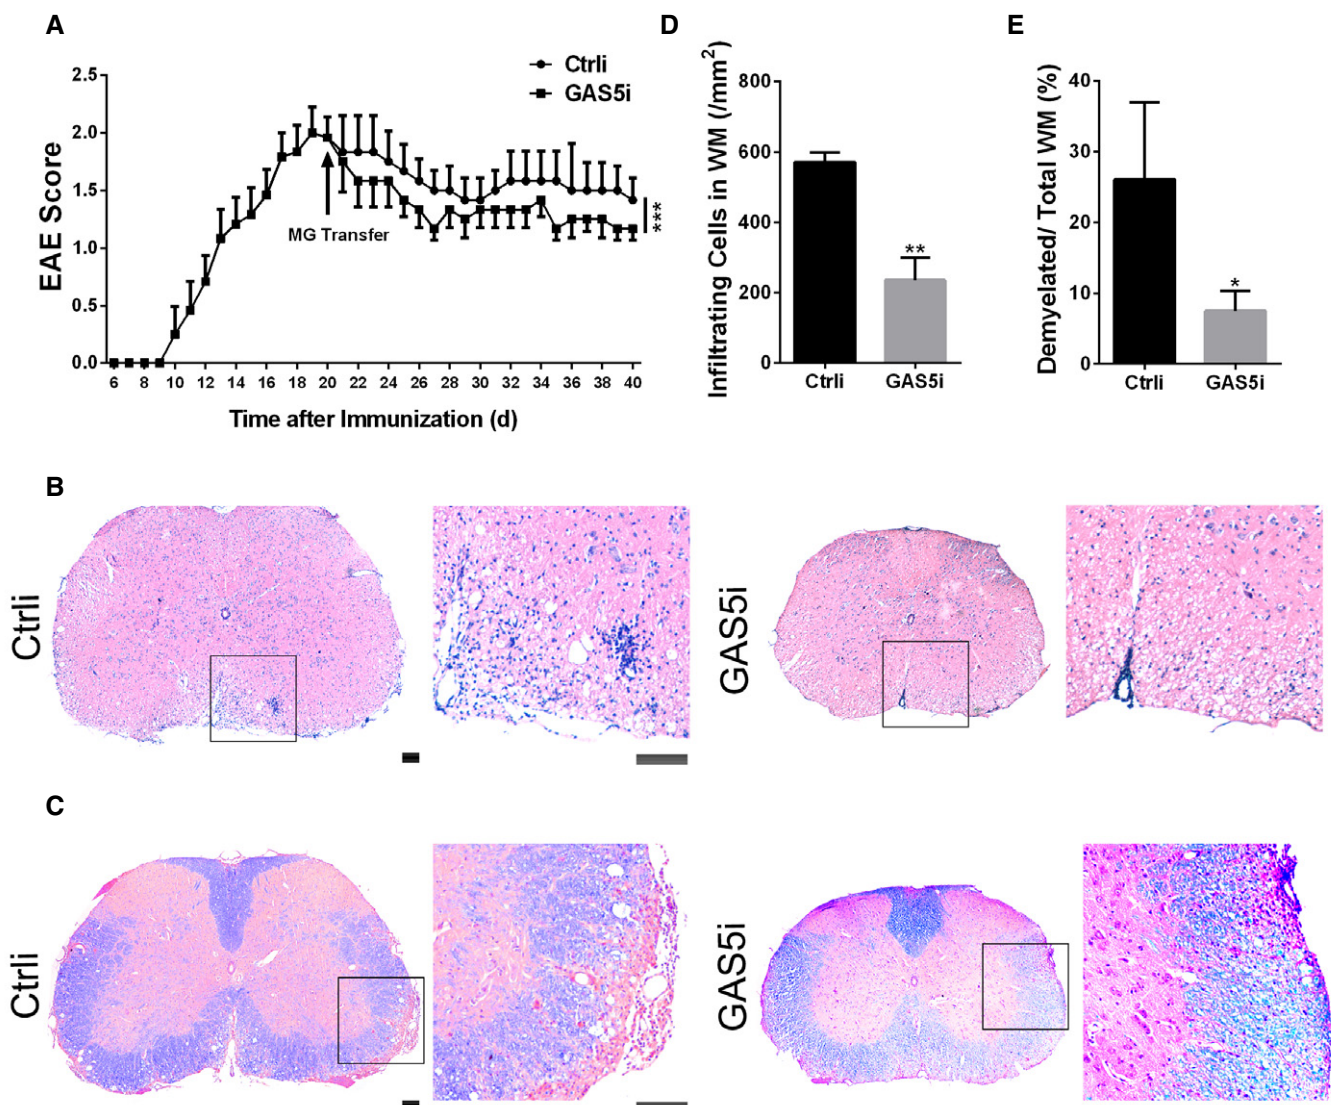 A
EAE Score
2.5
2.0
1.5
1.0
0.5
0.0
6 8 10 12 14 16 18 20 22 24 26 28 30 32 34 36 38 40
Time after Immunization (d)
Ctrli
GAS5i
MG Transfer
***
D
Infiltrating Cells in WM (/mm²)
800
600
400
200
0
**
Ctrli GAS5i
E
Demyelated/ Total WM (%)
40
30
20
10
0
*
Ctrli GAS5i
B
Ctrli
GAS5i
C
Ctrli
GAS5i